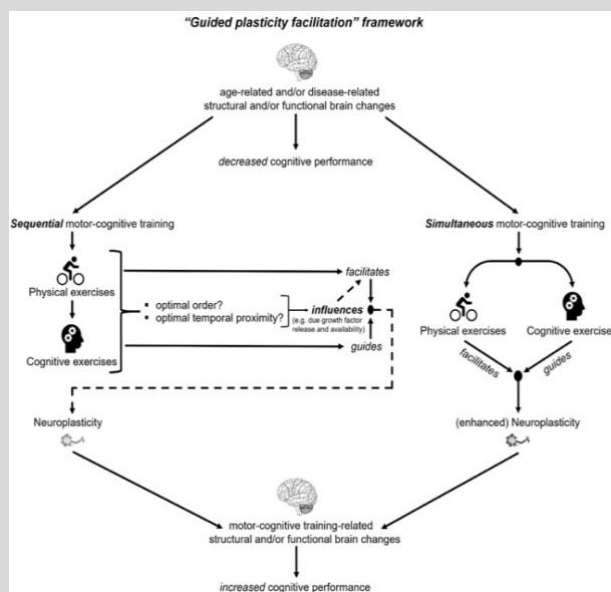 “Guided plasticity facilitation” framework
age-related and/or disease-related
structural and/or functional brain changes
decreased cognitive performance
Sequential motor-cognitive training
Simultaneous motor-cognitive training
Physical exercises
Cognitive exercises
▪ optimal order?
▪ optimal temporal proximity?
facilitates
influences
(e.g. due growth factor
release and availability)
guides
Physical exercises
Cognitive exercises
facilitates
guides
Neuroplasticity
(enhanced) Neuroplasticity
motor-cognitive training-related
structural and/or functional brain changes
increased cognitive performance